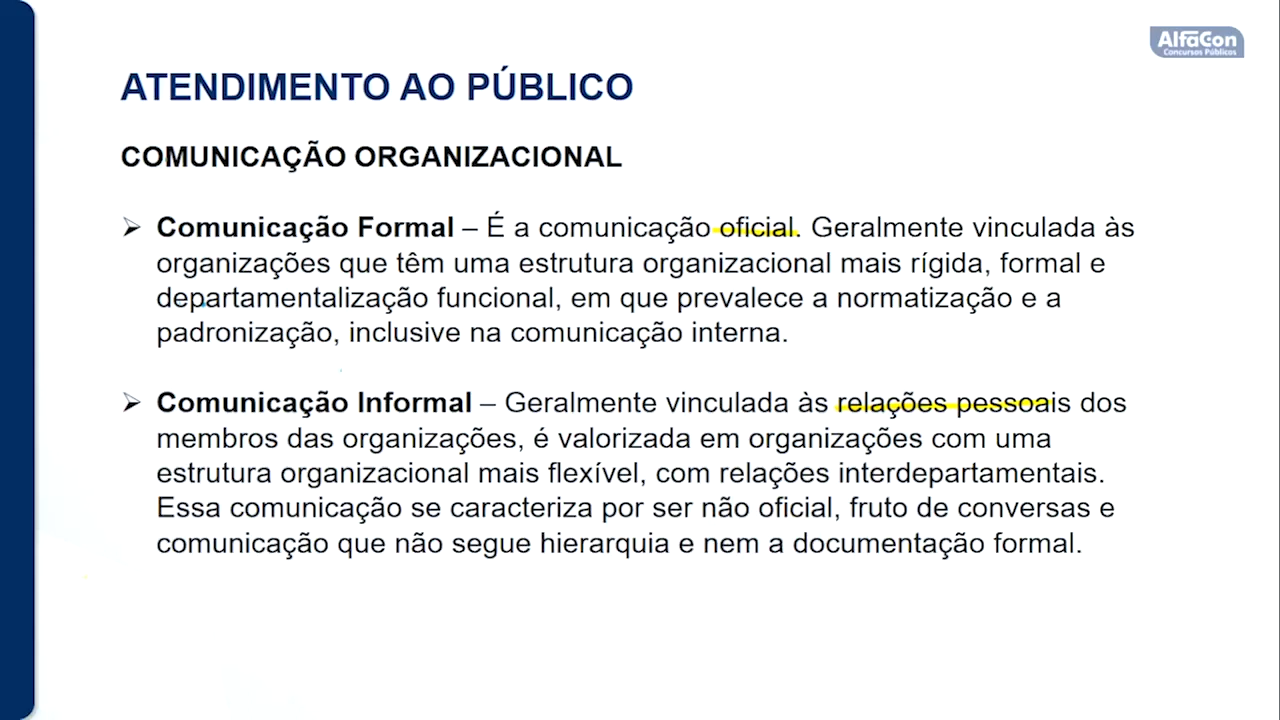 AlfaCon
Concursos Públicos
ATENDIMENTO AO PÚBLICO
COMUNICAÇÃO ORGANIZACIONAL
Comunicação Formal – É a comunicação oficial. Geralmente vinculada às
organizações que têm uma estrutura organizacional mais rígida, formal e
departamentalização funcional, em que prevalece a normatização e a
padronização, inclusive na comunicação interna.
Comunicação Informal – Geralmente vinculada às relações pessoais dos
membros das organizações, é valorizada em organizações com uma
estrutura organizacional mais flexível, com relações interdepartamentais.
Essa comunicação se caracteriza por ser não oficial, fruto de conversas e
comunicação que não segue hierarquia e nem a documentação formal.